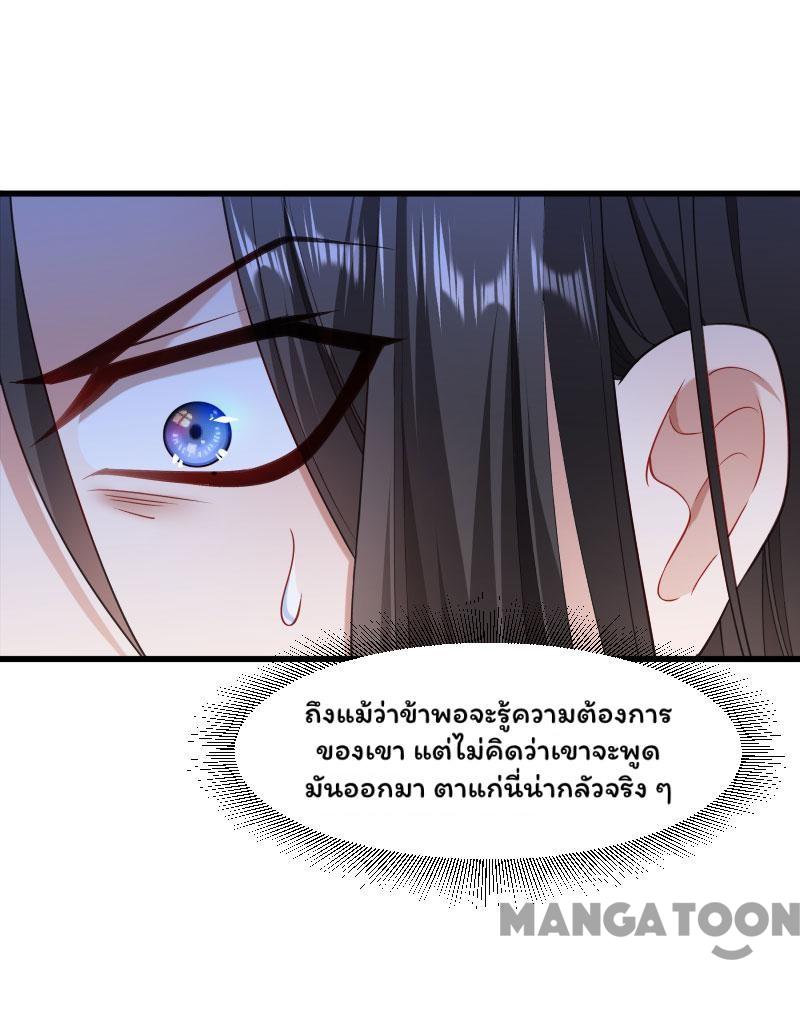 ถึงแม้ว่าข้าพอจะรู้ความต้องการ
ของเขา แต่ไม่คิดว่าเขาจะพูด
มันออกมา ตาแก่นี่น่ากลัวจริง ๆ
MANGATOON